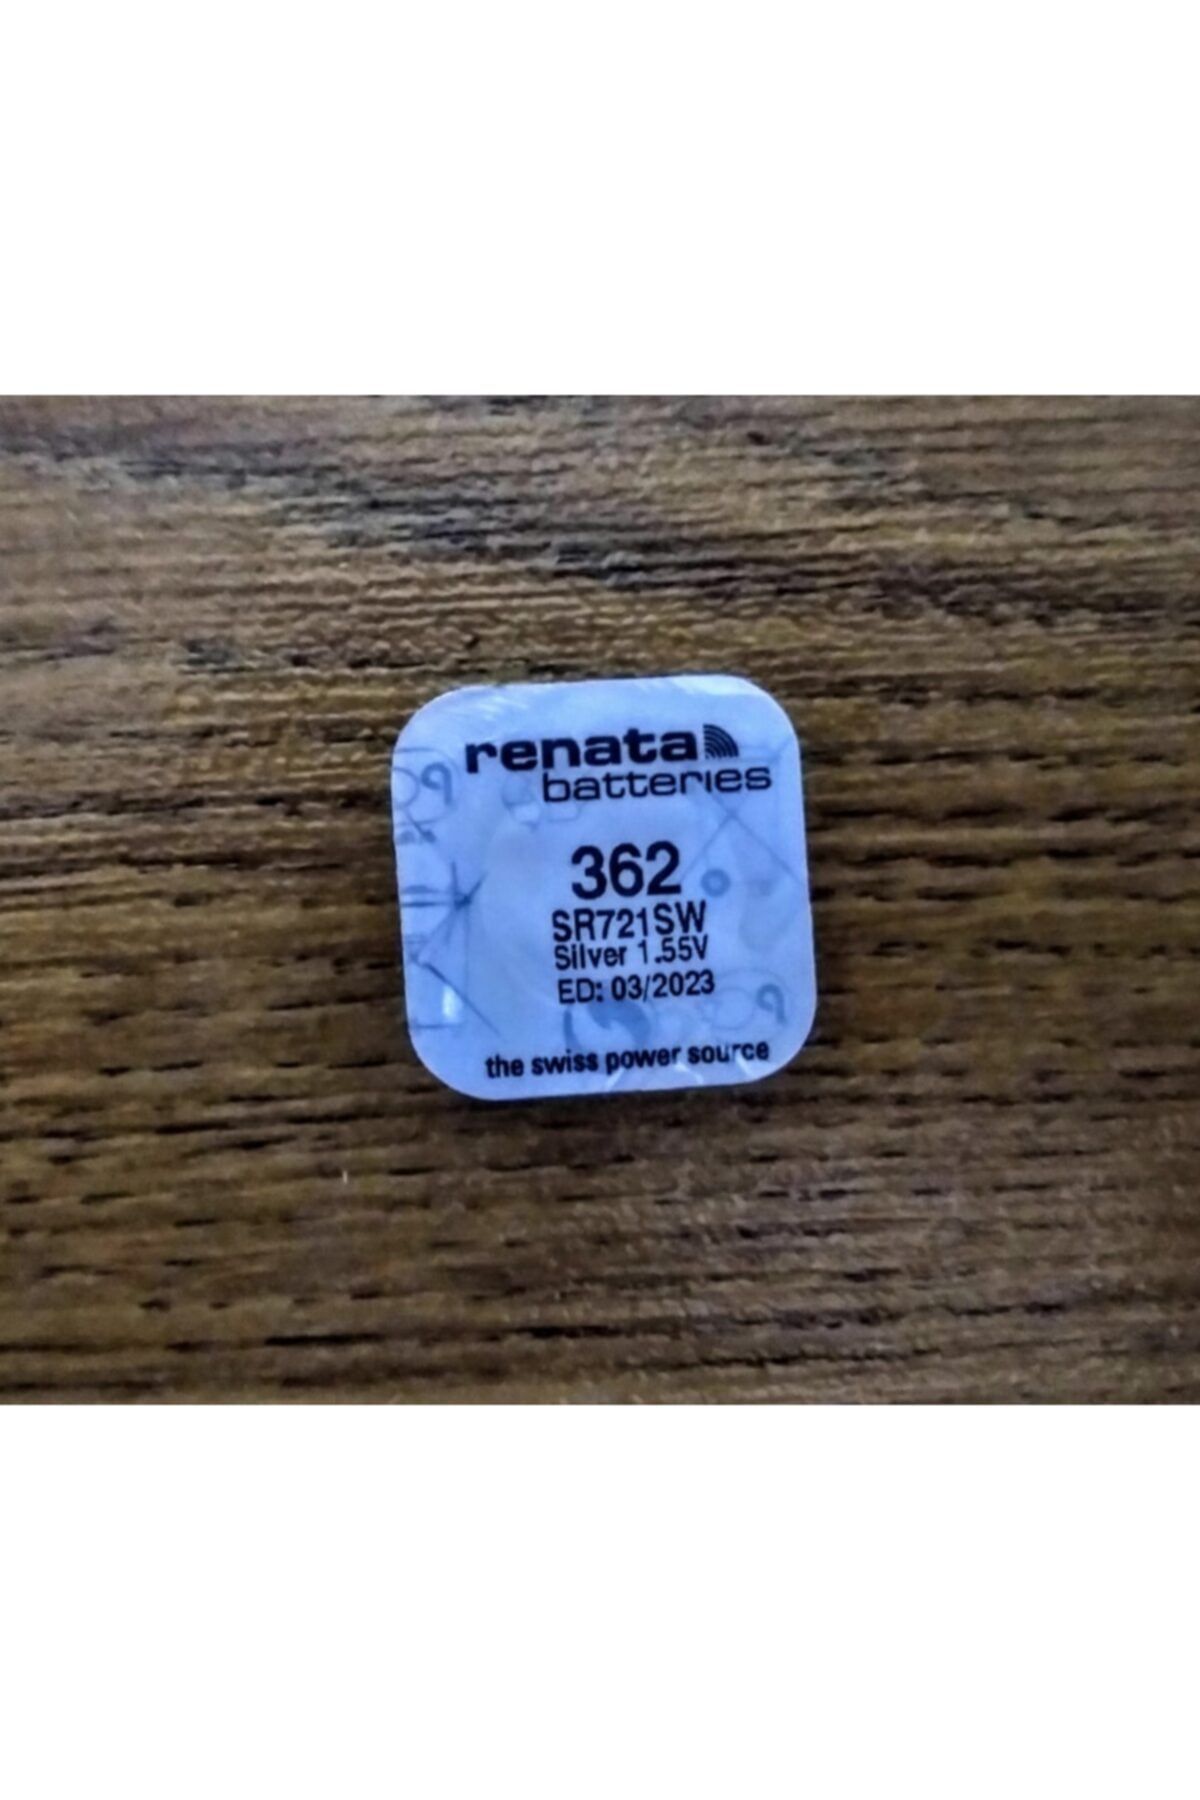 renata
batteries
362
SR721SW
Silver 1.55V
ED: 03/2023
the swiss power source